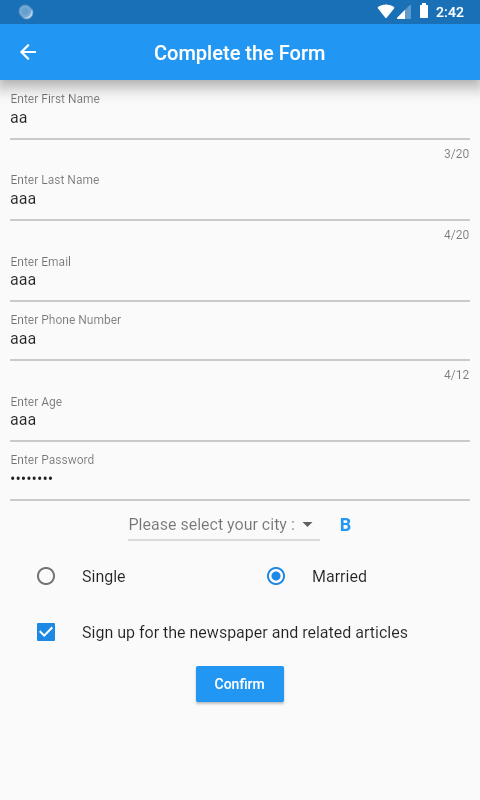 2:42
Complete the Form
Enter First Name
aa
3/20
Enter Last Name
aaa
4/20
Enter Email
aaa
Enter Phone Number
aaa
4/12
Enter Age
aaa
Enter Password
••••••••
Please select your city : B
Single Married
Sign up for the newspaper and related articles
Confirm